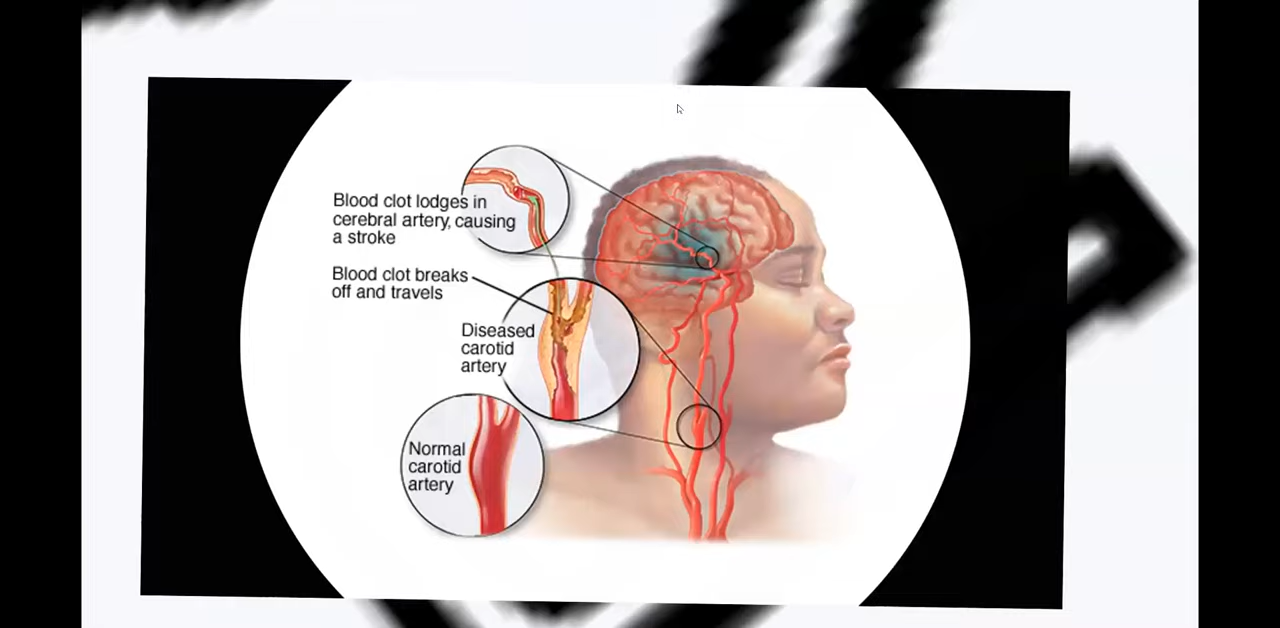 Blood clot lodges in
cerebral artery, causing
a stroke
Blood clot breaks
off and travels
Diseased
carotid
artery
Normal
carotid
artery